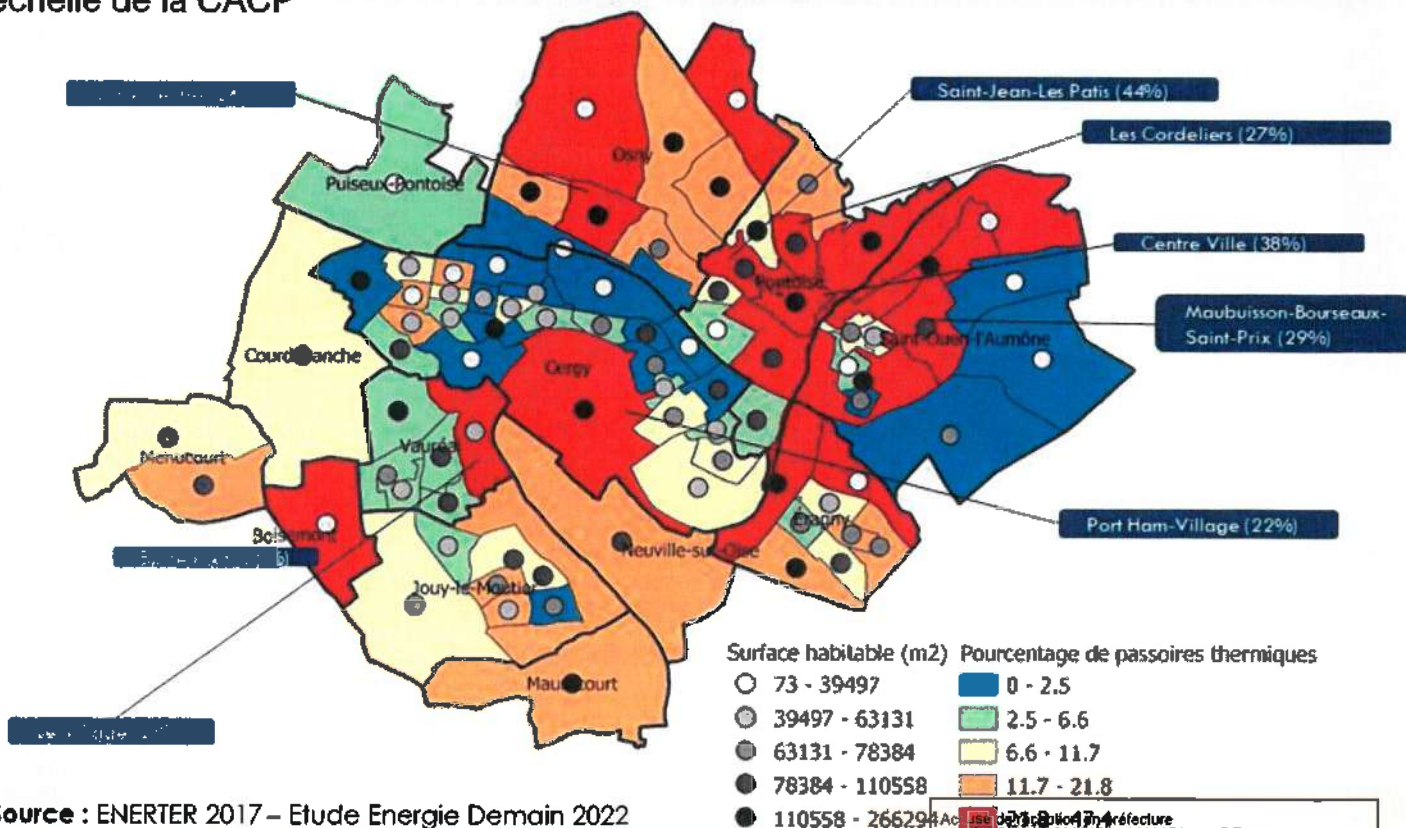 échelle de la CACP
Saint-Jean-Les Patis (44%)
Les Cordeliers (27%)
Centre Ville (38%)
Maubuisson-Bourseaux-
Saint-Prix (29%)
Port Ham-Village (22%)
Osny
Puiseux-Pontoise
Pontoise
Saint-Ouen-l'Aumône
Courdimanche
Cergy
Vauréal
Menucourt
Boisemont
Eragny
Neuville-sur-Oise
Jouy-le-Moutier
Maurecourt
Surface habitable (m2) Pourcentage de passoires thermiques
73 - 39497 0 - 2.5
39497 - 63131 2.5 - 6.6
63131 - 78384 6.6 - 11.7
78384 - 110558 11.7 - 21.8
110558 - 266294
Source : ENERTER 2017 – Etude Energie Demain 2022